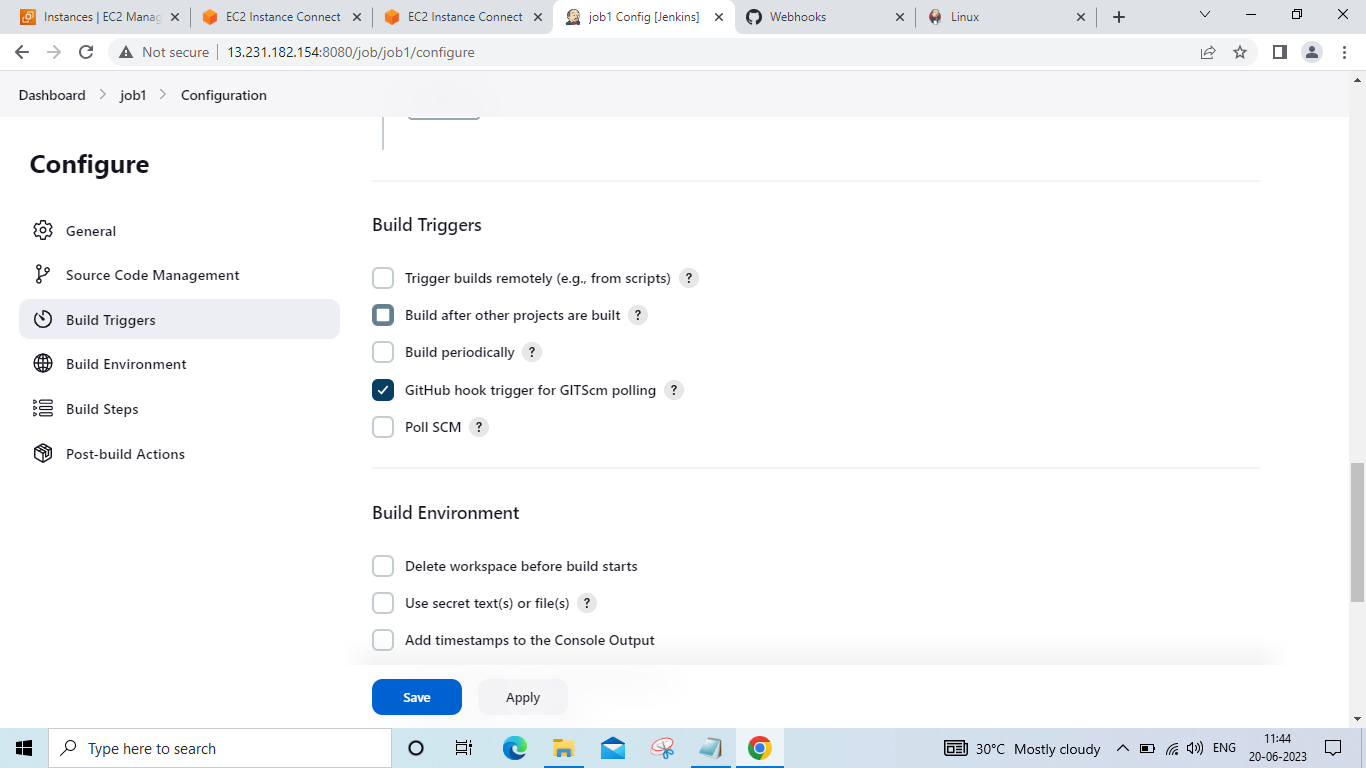 Instances | EC2 Manag
EC2 Instance Connect
EC2 Instance Connect
job1 Config [Jenkins]
Webhooks
Linux
Not secure
13.231.182.154:8080/job/job1/configure
Dashboard
job1
Configuration
Configure
General
Source Code Management
Build Triggers
Build Environment
Build Steps
Post-build Actions
Build Triggers
Trigger builds remotely (e.g., from scripts) ?
Build after other projects are built ?
Build periodically ?
GitHub hook trigger for GITScm polling ?
Poll SCM ?
Build Environment
Delete workspace before build starts
Use secret text(s) or file(s) ?
Add timestamps to the Console Output
Save
Apply
Type here to search
30°C Mostly cloudy
ENG
11:44
20-06-2023